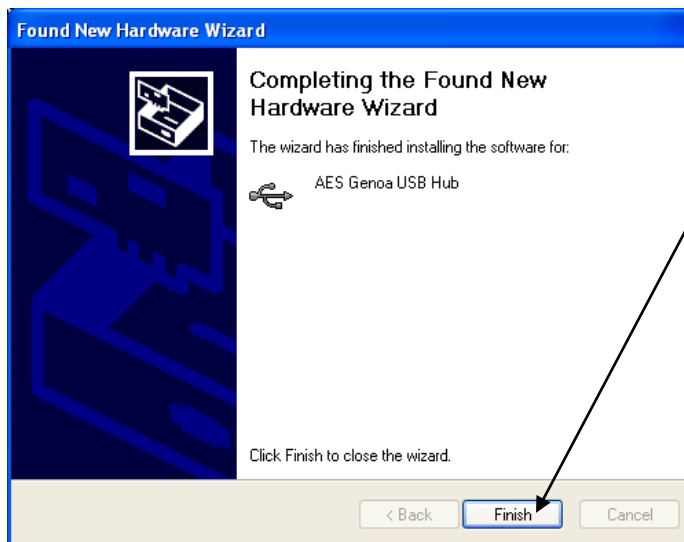 Found New Hardware Wizard
Completing the Found New
Hardware Wizard
The wizard has finished installing the software for:
AES Genoa USB Hub
Click Finish to close the wizard.
< Back
Finish
Cancel